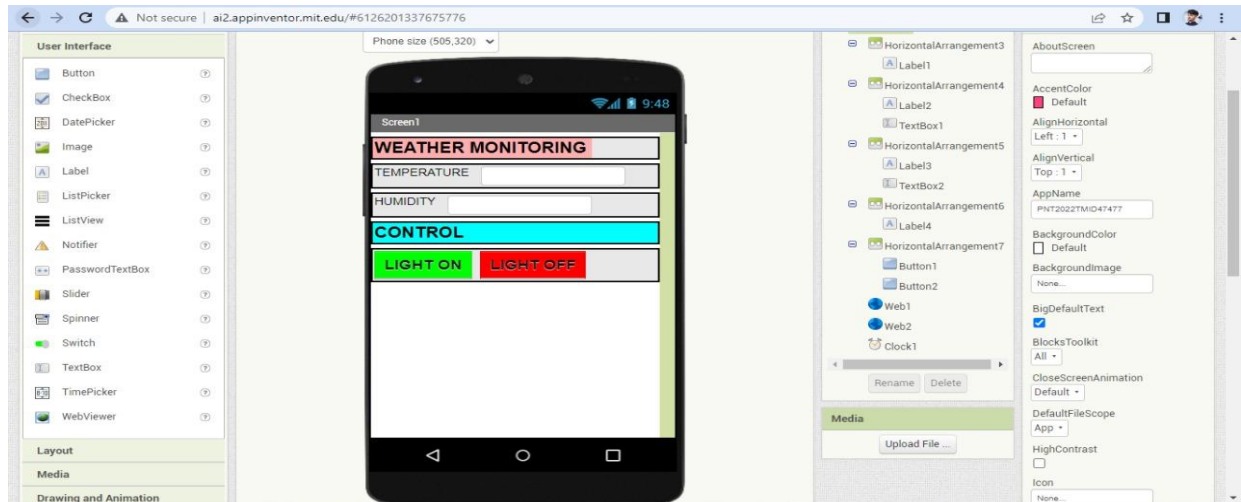 Not secure | ai2.appinventor.mit.edu/#6126201337675776
User Interface
Button
CheckBox
DatePicker
Image
Label
ListPicker
ListView
Notifier
PasswordTextBox
Slider
Spinner
Switch
TextBox
TimePicker
WebViewer
Layout
Media
Drawing and Animation
Phone size (505,320)
9:48
Screen1
WEATHER MONITORING
TEMPERATURE
HUMIDITY
CONTROL
LIGHT ON LIGHT OFF
HorizontalArrangement3
Label1
HorizontalArrangement4
Label2
TextBox1
HorizontalArrangement5
Label3
TextBox2
HorizontalArrangement6
Label4
HorizontalArrangement7
Button1
Button2
Web1
Web2
Clock1
Rename Delete
Media
Upload File ...
AboutScreen
AccentColor
Default
AlignHorizontal
Left : 1
AlignVertical
Top : 1
AppName
PNT2022TMID47477
BackgroundColor
Default
BackgroundImage
None...
BigDefaultText
BlocksToolkit
All
CloseScreenAnimation
Default
DefaultFileScope
App
HighContrast
Icon
None...